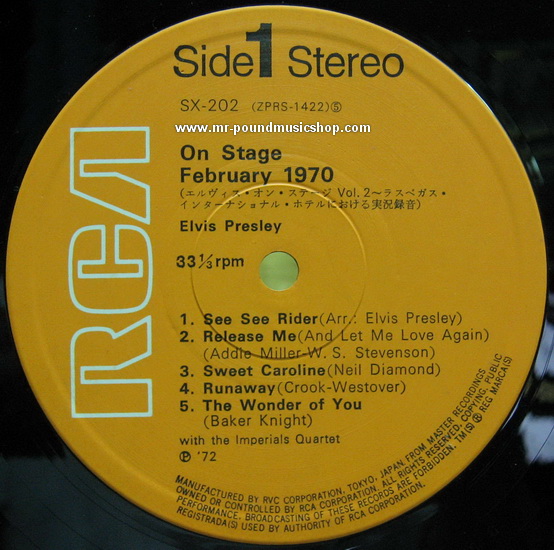 Side 1 Stereo
SX-202 (ZPRS-1422)⑤
www.mr-poundmusicshop.com
On Stage
February 1970
(エルヴィス・オン・ステージ Vol. 2〜ラスベガス・
インターナショナル・ホテルにおける実況録音)
Elvis Presley
RCA
33 1/3 rpm
1. See See Rider (Arr.: Elvis Presley)
2. Release Me (And Let Me Love Again)
(Addie Miller-W. S. Stevenson)
3. Sweet Caroline (Neil Diamond)
4. Runaway (Crook-Westover)
5. The Wonder of You
(Baker Knight)
with the Imperials Quartet
℗ '72
MANUFACTURED BY RVC CORPORATION, TOKYO, JAPAN, FROM MASTER RECORDINGS
OWNED OR CONTROLLED BY RCA CORPORATION. ALL RIGHTS RESERVED. COPYING, PUBLIC
PERFORMANCE, BROADCASTING OF THESE RECORDS ARE FORBIDDEN. TM(S) ® REG MARCA(S)
REGISTRADA(S) USED BY AUTHORITY OF RCA CORPORATION.